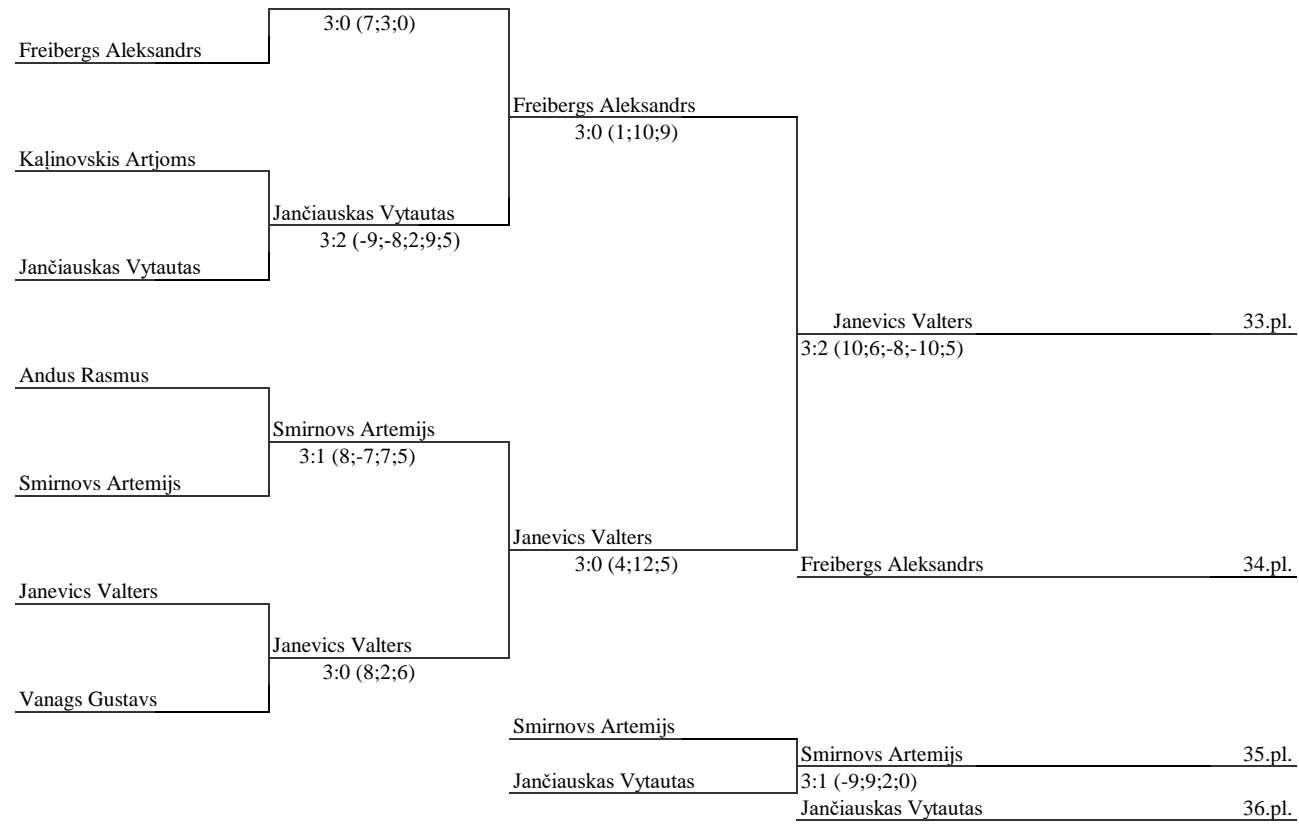 3:0 (7;3;0)
Freibergs Aleksandrs
Freibergs Aleksandrs
3:0 (1;10;9)
Kaļinovskis Artjoms
Jančiauskas Vytautas
3:2 (-9;-8;2;9;5)
Jančiauskas Vytautas
Janevics Valters 33.pl.
3:2 (10;6;-8;-10;5)
Andus Rasmus
Smirnovs Artemijs
3:1 (8;-7;7;5)
Smirnovs Artemijs
Janevics Valters
3:0 (4;12;5)
Freibergs Aleksandrs 34.pl.
Janevics Valters
Janevics Valters
3:0 (8;2;6)
Vanags Gustavs
Smirnovs Artemijs
Smirnovs Artemijs 35.pl.
Jančiauskas Vytautas
3:1 (-9;9;2;0)
Jančiauskas Vytautas 36.pl.